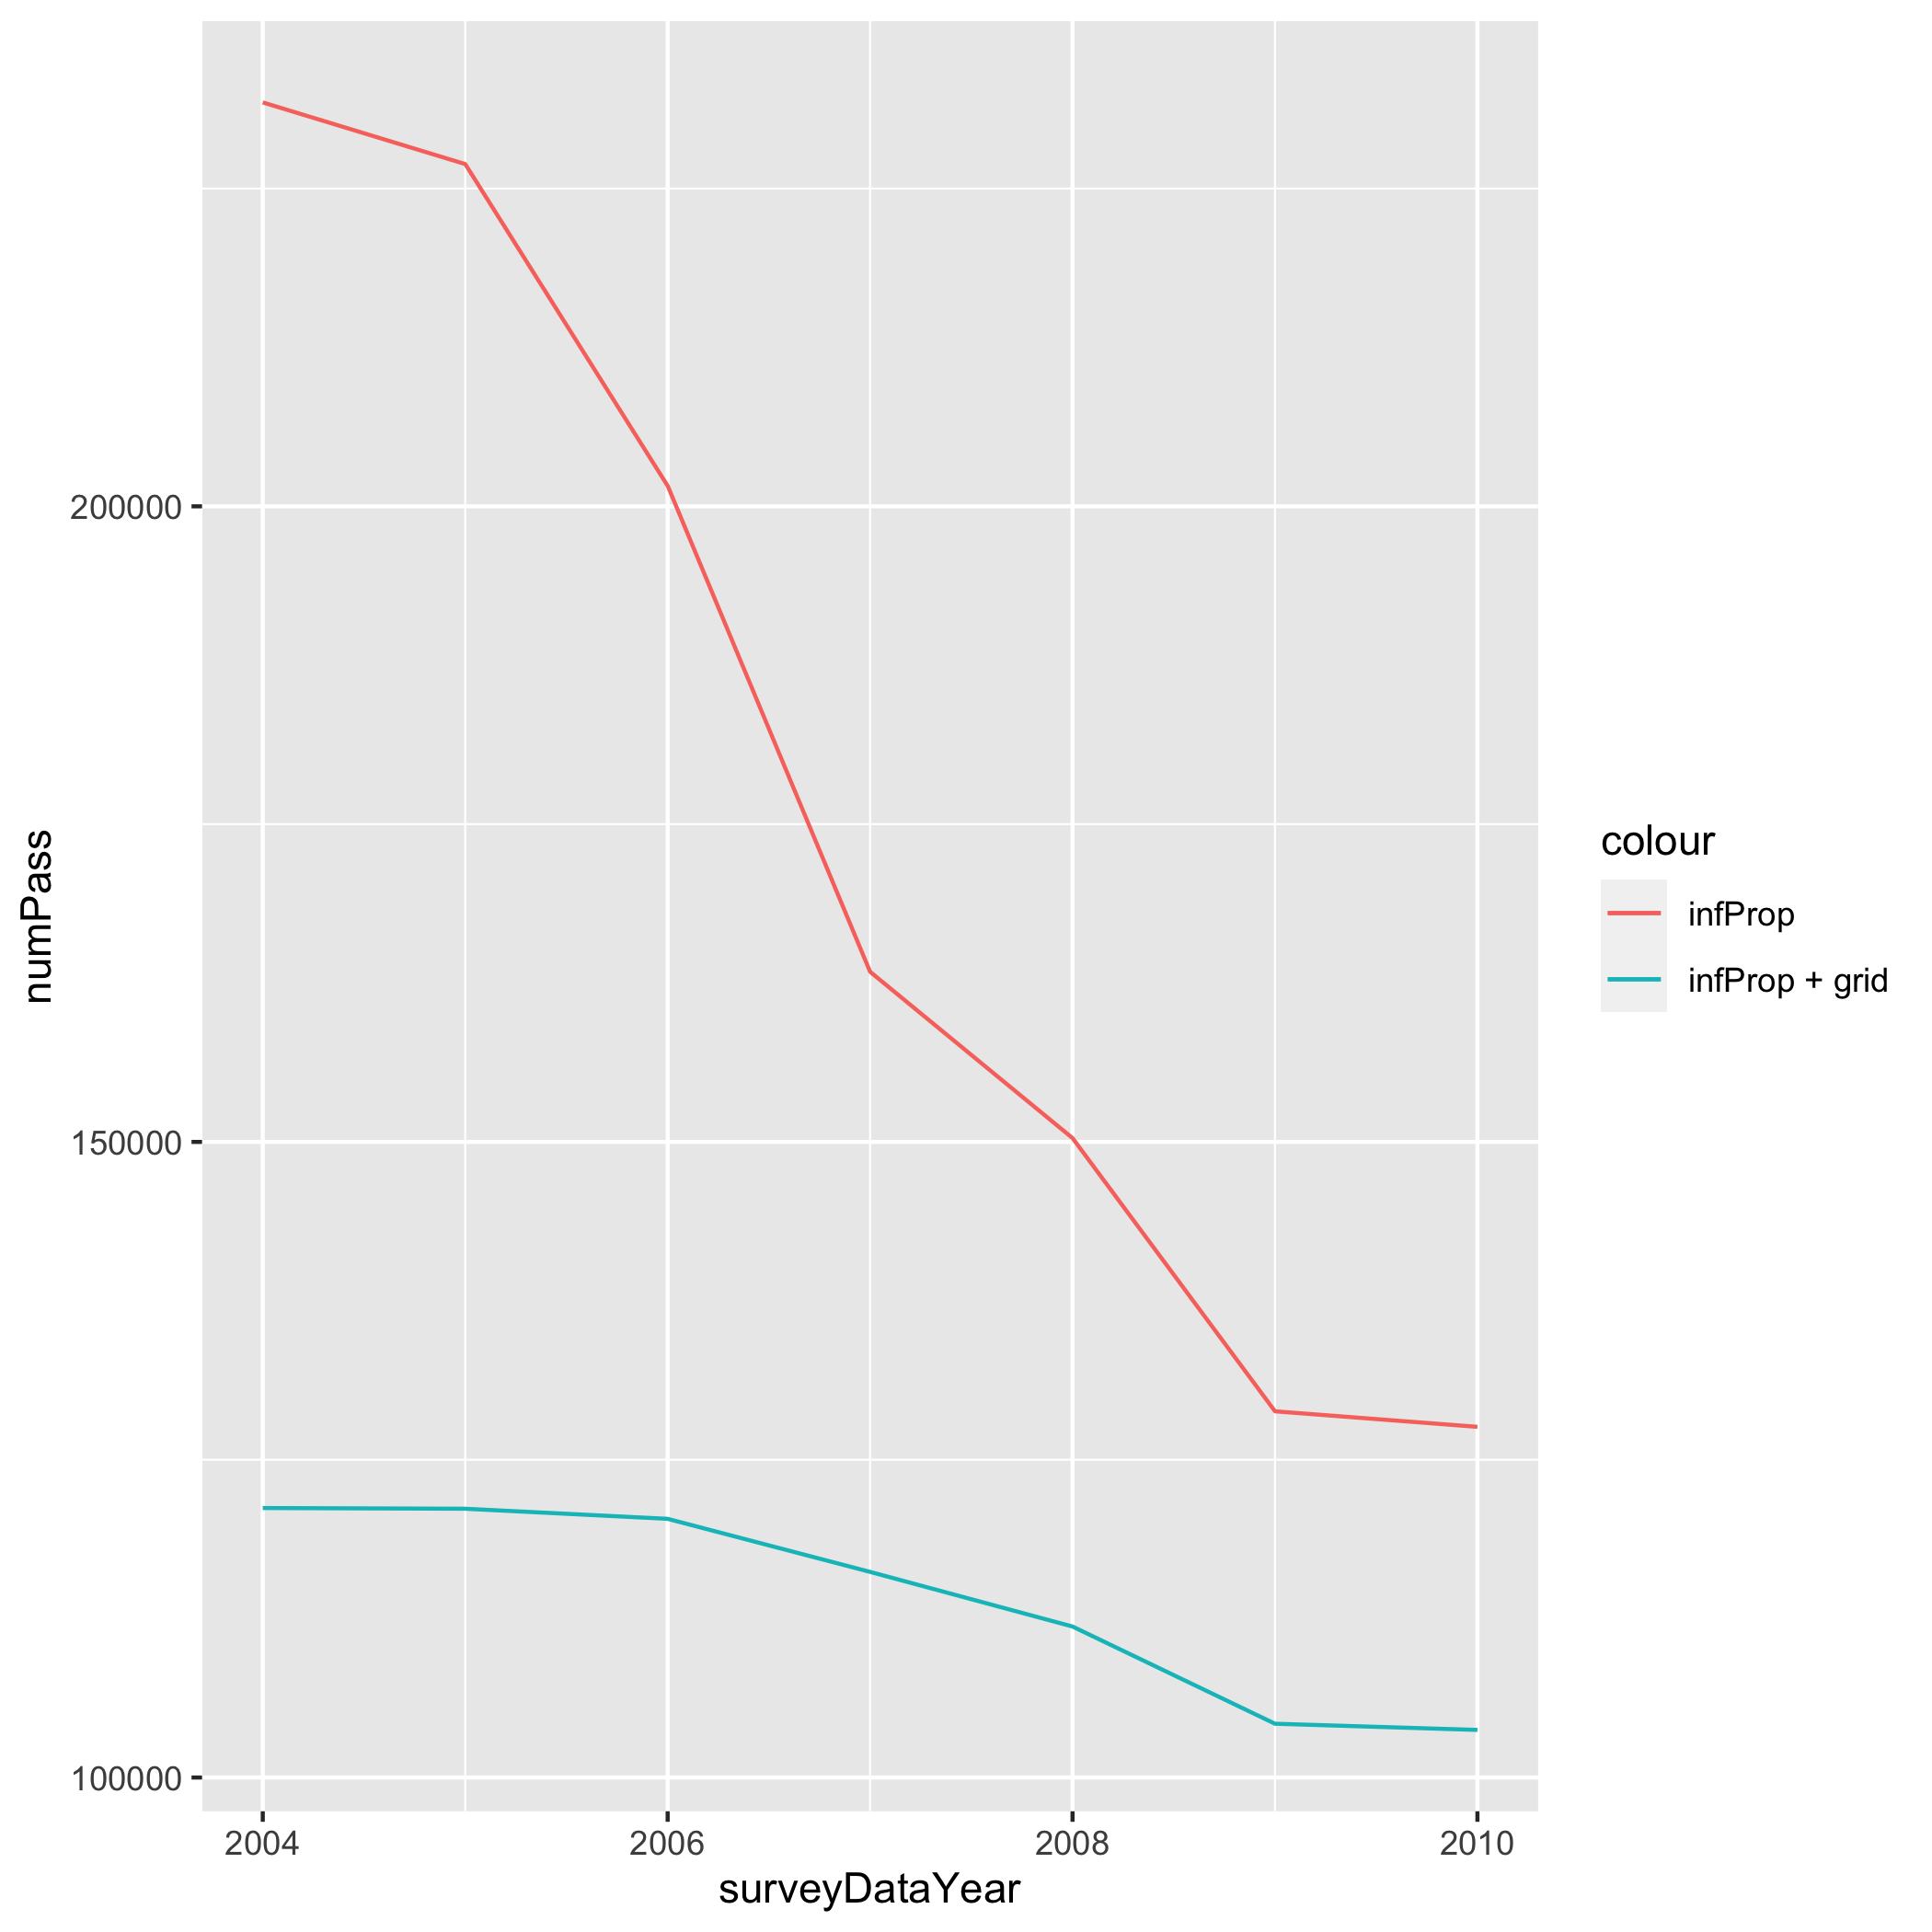 numPass
200000
150000
100000
2004
2006
2008
2010
surveyDataYear
colour
infProp
infProp + grid